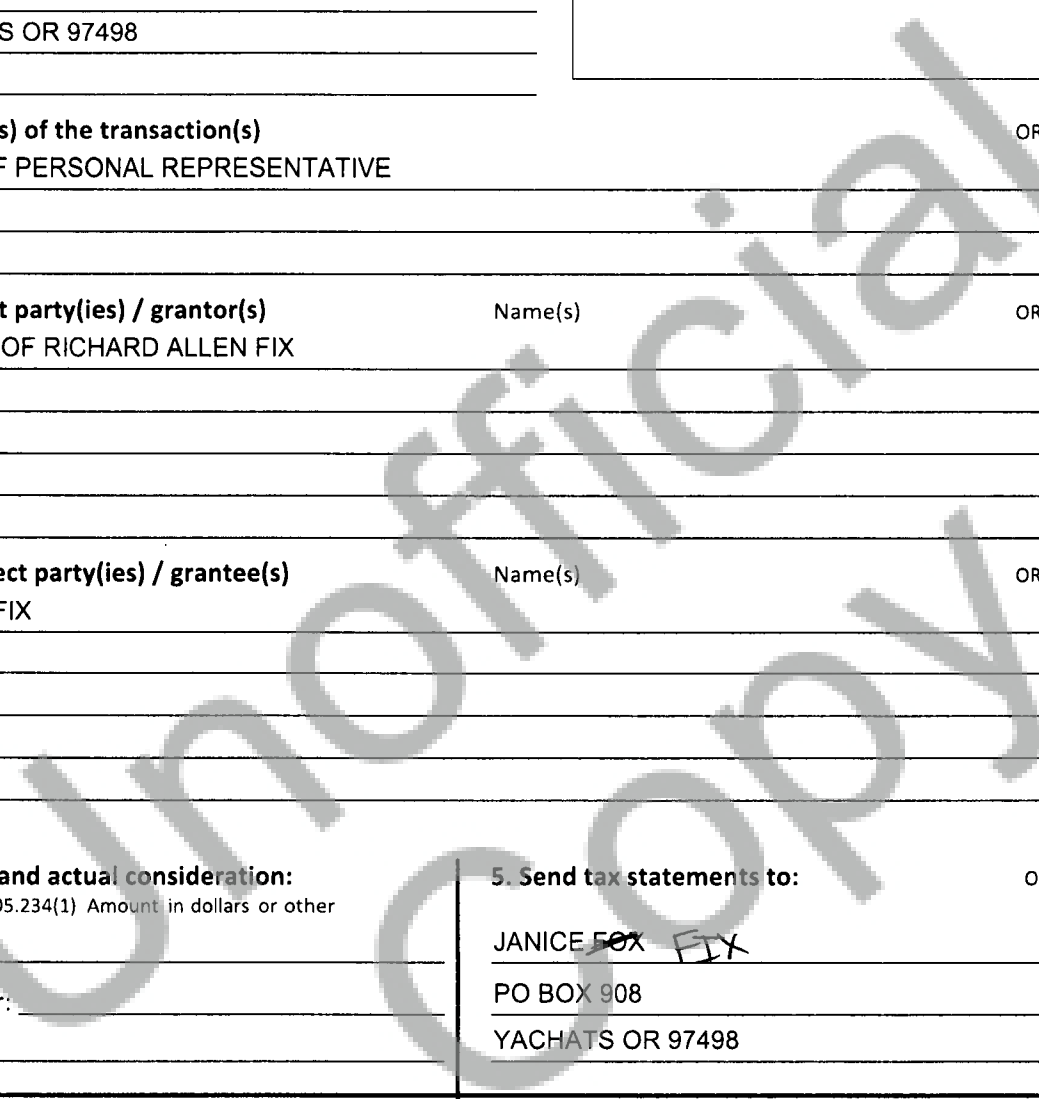 S OR 97498
s) of the transaction(s)
OR
F PERSONAL REPRESENTATIVE
t party(ies) / grantor(s) Name(s) OR
OF RICHARD ALLEN FIX
ect party(ies) / grantee(s) Name(s) OR
FIX
and actual consideration: 5. Send tax statements to: O
05.234(1) Amount in dollars or other
JANICE FOX FIX
PO BOX 908
r:
YACHATS OR 97498
Unofficial
Copy